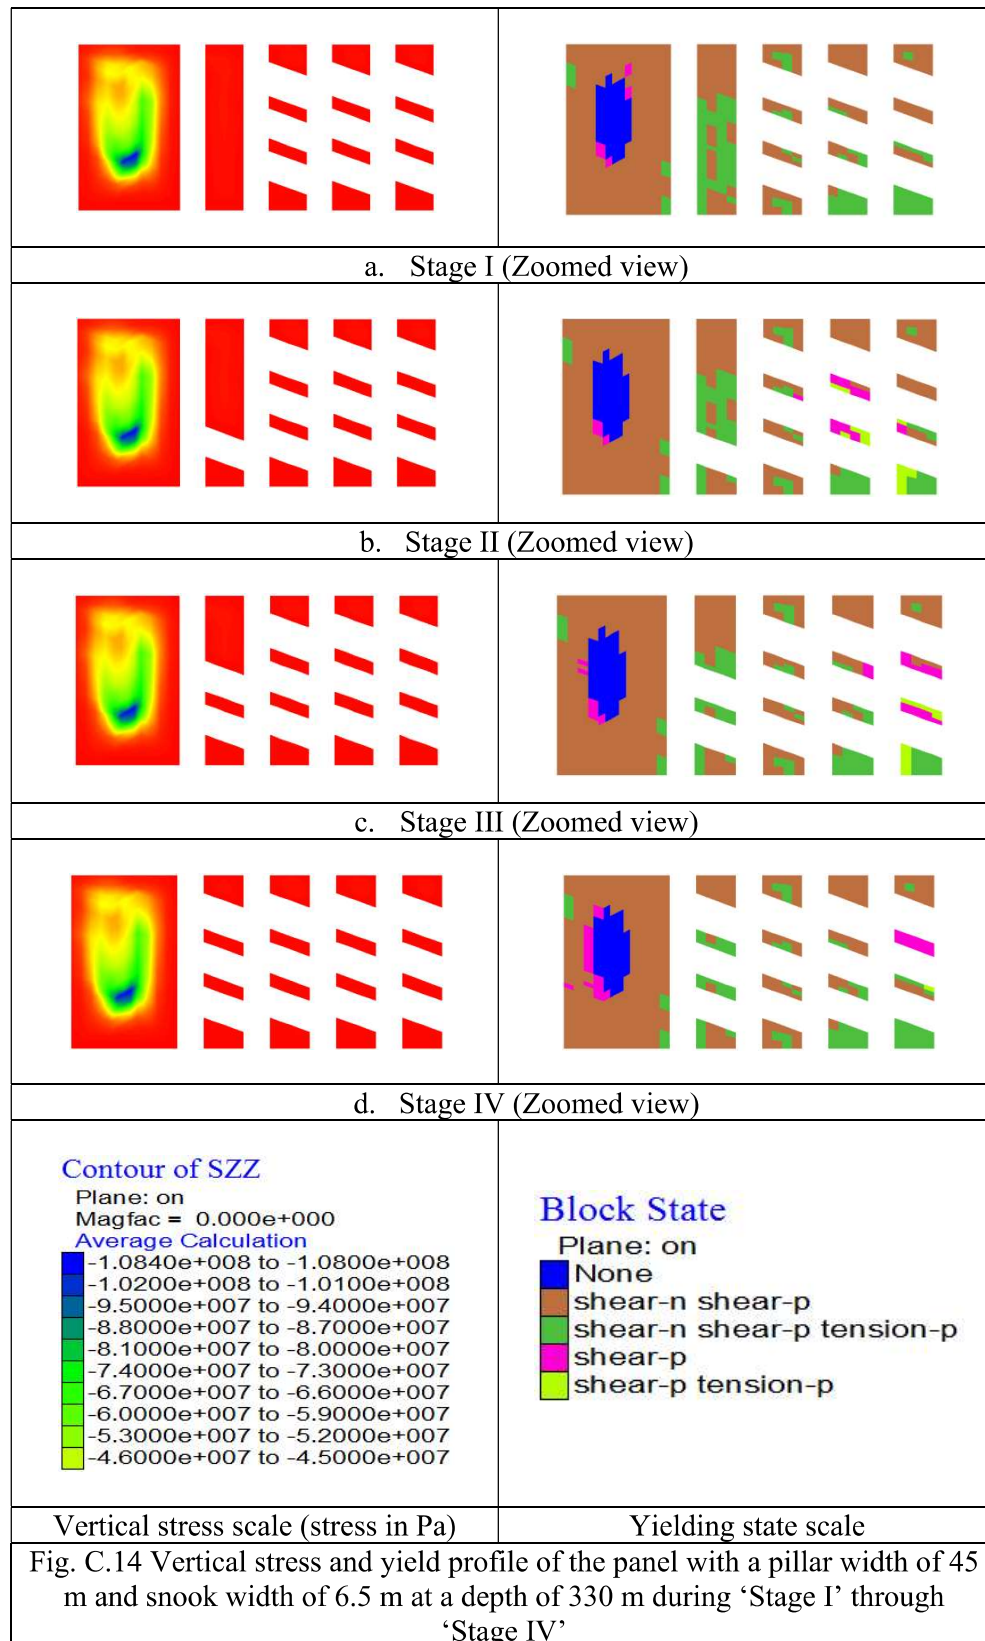 a. Stage I (Zoomed view)
b. Stage II (Zoomed view)
c. Stage III (Zoomed view)
d. Stage IV (Zoomed view)
Contour of SZZ
Plane: on
Magfac = 0.000e+000
Average Calculation
-1.0840e+008 to -1.0800e+008
-1.0200e+008 to -1.0100e+008
-9.5000e+007 to -9.4000e+007
-8.8000e+007 to -8.7000e+007
-8.1000e+007 to -8.0000e+007
-7.4000e+007 to -7.3000e+007
-6.7000e+007 to -6.6000e+007
-6.0000e+007 to -5.9000e+007
-5.3000e+007 to -5.2000e+007
-4.6000e+007 to -4.5000e+007
Block State
Plane: on
None
shear-n shear-p
shear-n shear-p tension-p
shear-p
shear-p tension-p
Vertical stress scale (stress in Pa)
Yielding state scale
Fig. C.14 Vertical stress and yield profile of the panel with a pillar width of 45
m and snook width of 6.5 m at a depth of 330 m during ‘Stage I’ through
‘Stage IV’